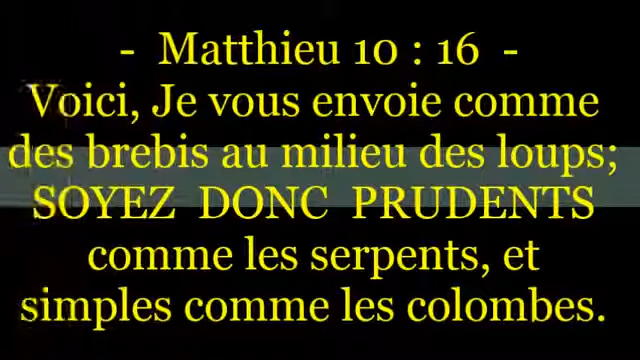 - Matthieu 10 : 16 -
Voici, Je vous envoie comme
des brebis au milieu des loups;
SOYEZ DONC PRUDENTS
comme les serpents, et
simples comme les colombes.